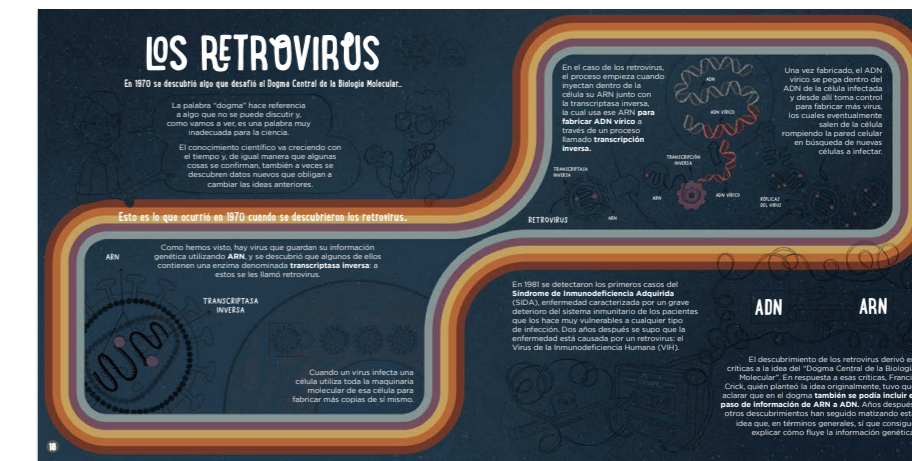 LOS RETROVIRUS
En 1970 se descubrió algo que desafió el Dogma Central de la Biología Molecular...
La palabra "dogma" hace referencia
a algo que no se puede discutir y,
como vamos a ver, es una palabra muy
inadecuada para la ciencia.
El conocimiento científico va creciendo con
el tiempo y, de igual manera que algunas
cosas se confirman, también a veces se
descubren datos nuevos que obligan a
cambiar las ideas anteriores.
Esto es lo que ocurrió en 1970 cuando se descubrieron los retrovirus.
Como hemos visto, hay virus que guardan su información
genética utilizando ARN, y se descubrió que algunos de ellos
contienen una enzima denominada transcriptasa inversa: a
estos se les llamó retrovirus.
ARN
TRANSCRIPTASA
INVERSA
Cuando un virus infecta una
célula utiliza toda la maquinaria
molecular de esa célula para
fabricar más copias de sí mismo.
16
En el caso de los retrovirus,
el proceso empieza cuando
inyectan dentro de la
célula su ARN junto con
la transcriptasa inversa,
la cual usa ese ARN para
fabricar ADN vírico a
través de un proceso
llamado transcripción
inversa.
TRANSCRIPTASA
INVERSA
RETROVIRUS
ARN
ARN
TRANSCRIPCIÓN
INVERSA
ADN
ADN VÍRICO
ADN VÍRICO
RÉPLICAS
DEL VIRUS
Una vez fabricado, el ADN
vírico se pega dentro del
ADN de la célula infectada
y desde allí toma control
para fabricar más virus,
los cuales eventualmente
salen de la célula
rompiendo la pared celular
en búsqueda de nuevas
células a infectar.
En 1981 se detectaron los primeros casos del
Síndrome de Inmunodeficiencia Adquirida
(SIDA), enfermedad caracterizada por un grave
deterioro del sistema inmunitario de los pacientes
que los hace muy vulnerables a cualquier tipo
de infección. Dos años después se supo que la
enfermedad está causada por un retrovirus: el
Virus de la Inmunodeficiencia Humana (VIH).
ADN
ARN
El descubrimiento de los retrovirus derivó en
críticas a la idea del "Dogma Central de la Biología
Molecular". En respuesta a esas críticas, Francis
Crick, quien planteó la idea originalmente, tuvo que
aclarar que en el dogma también se podía incluir el
paso de información de ARN a ADN. Años después
otros descubrimientos han seguido matizando esta
idea que, en términos generales, sí que consigue
explicar cómo fluye la información genética